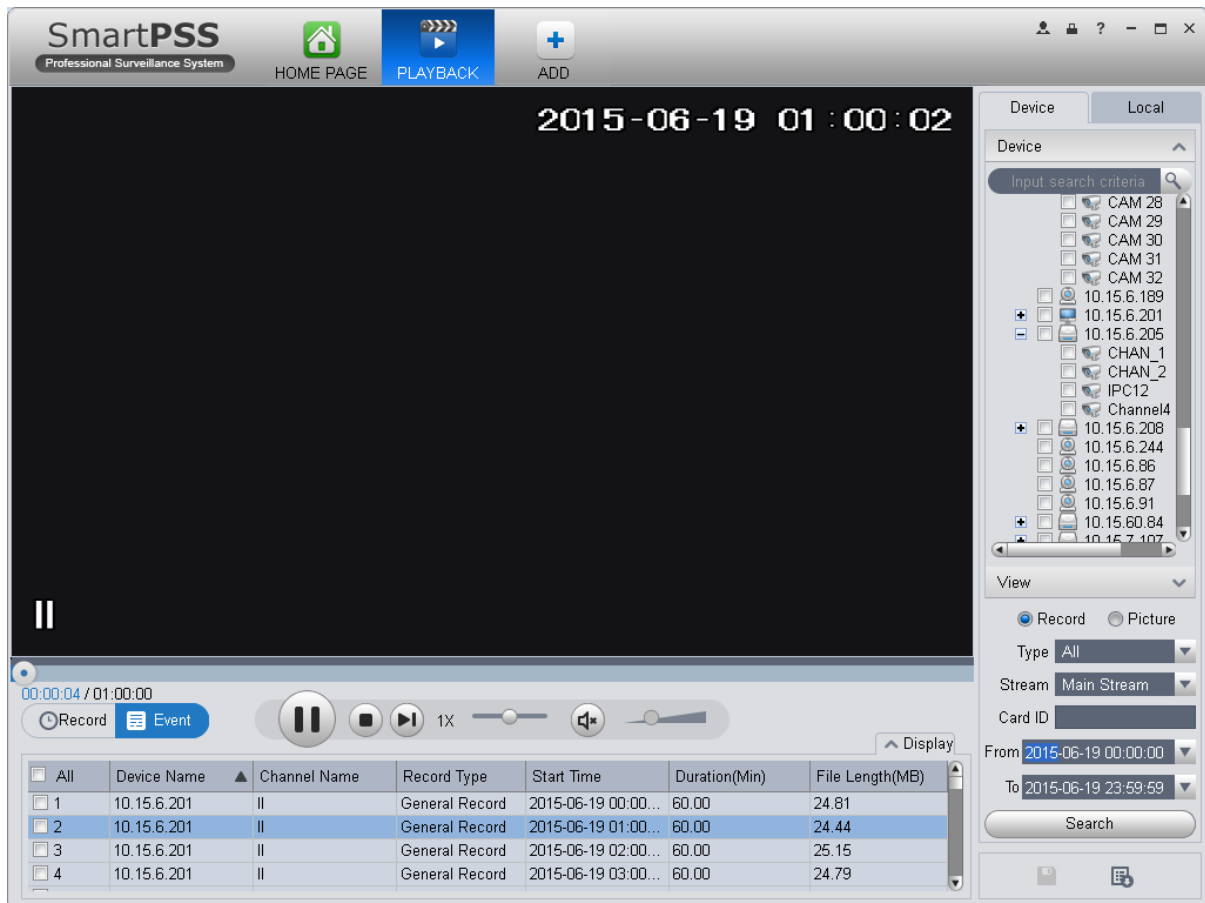 SmartPSS
Professional Surveillance System
HOME PAGE
PLAYBACK
ADD
2015-06-19 01:00:02
Device
Local
Device
Input search criteria
CAM 28
CAM 29
CAM 30
CAM 31
CAM 32
10.15.6.189
10.15.6.201
10.15.6.205
CHAN_1
CHAN_2
IPC12
Channel4
10.15.6.208
10.15.6.244
10.15.6.86
10.15.6.87
10.15.6.91
10.15.60.84
10.15.7.107
View
Record Picture
Type All
Stream Main Stream
Card ID
From 2015-06-19 00:00:00
To 2015-06-19 23:59:59
Search
00:00:04 / 01:00:00
Record Event
1X
Display
All Device Name Channel Name Record Type Start Time Duration(Min) File Length(MB)
1 10.15.6.201 II General Record 2015-06-19 00:00... 60.00 24.81
2 10.15.6.201 II General Record 2015-06-19 01:00... 60.00 24.44
3 10.15.6.201 II General Record 2015-06-19 02:00... 60.00 25.15
4 10.15.6.201 II General Record 2015-06-19 03:00... 60.00 24.79